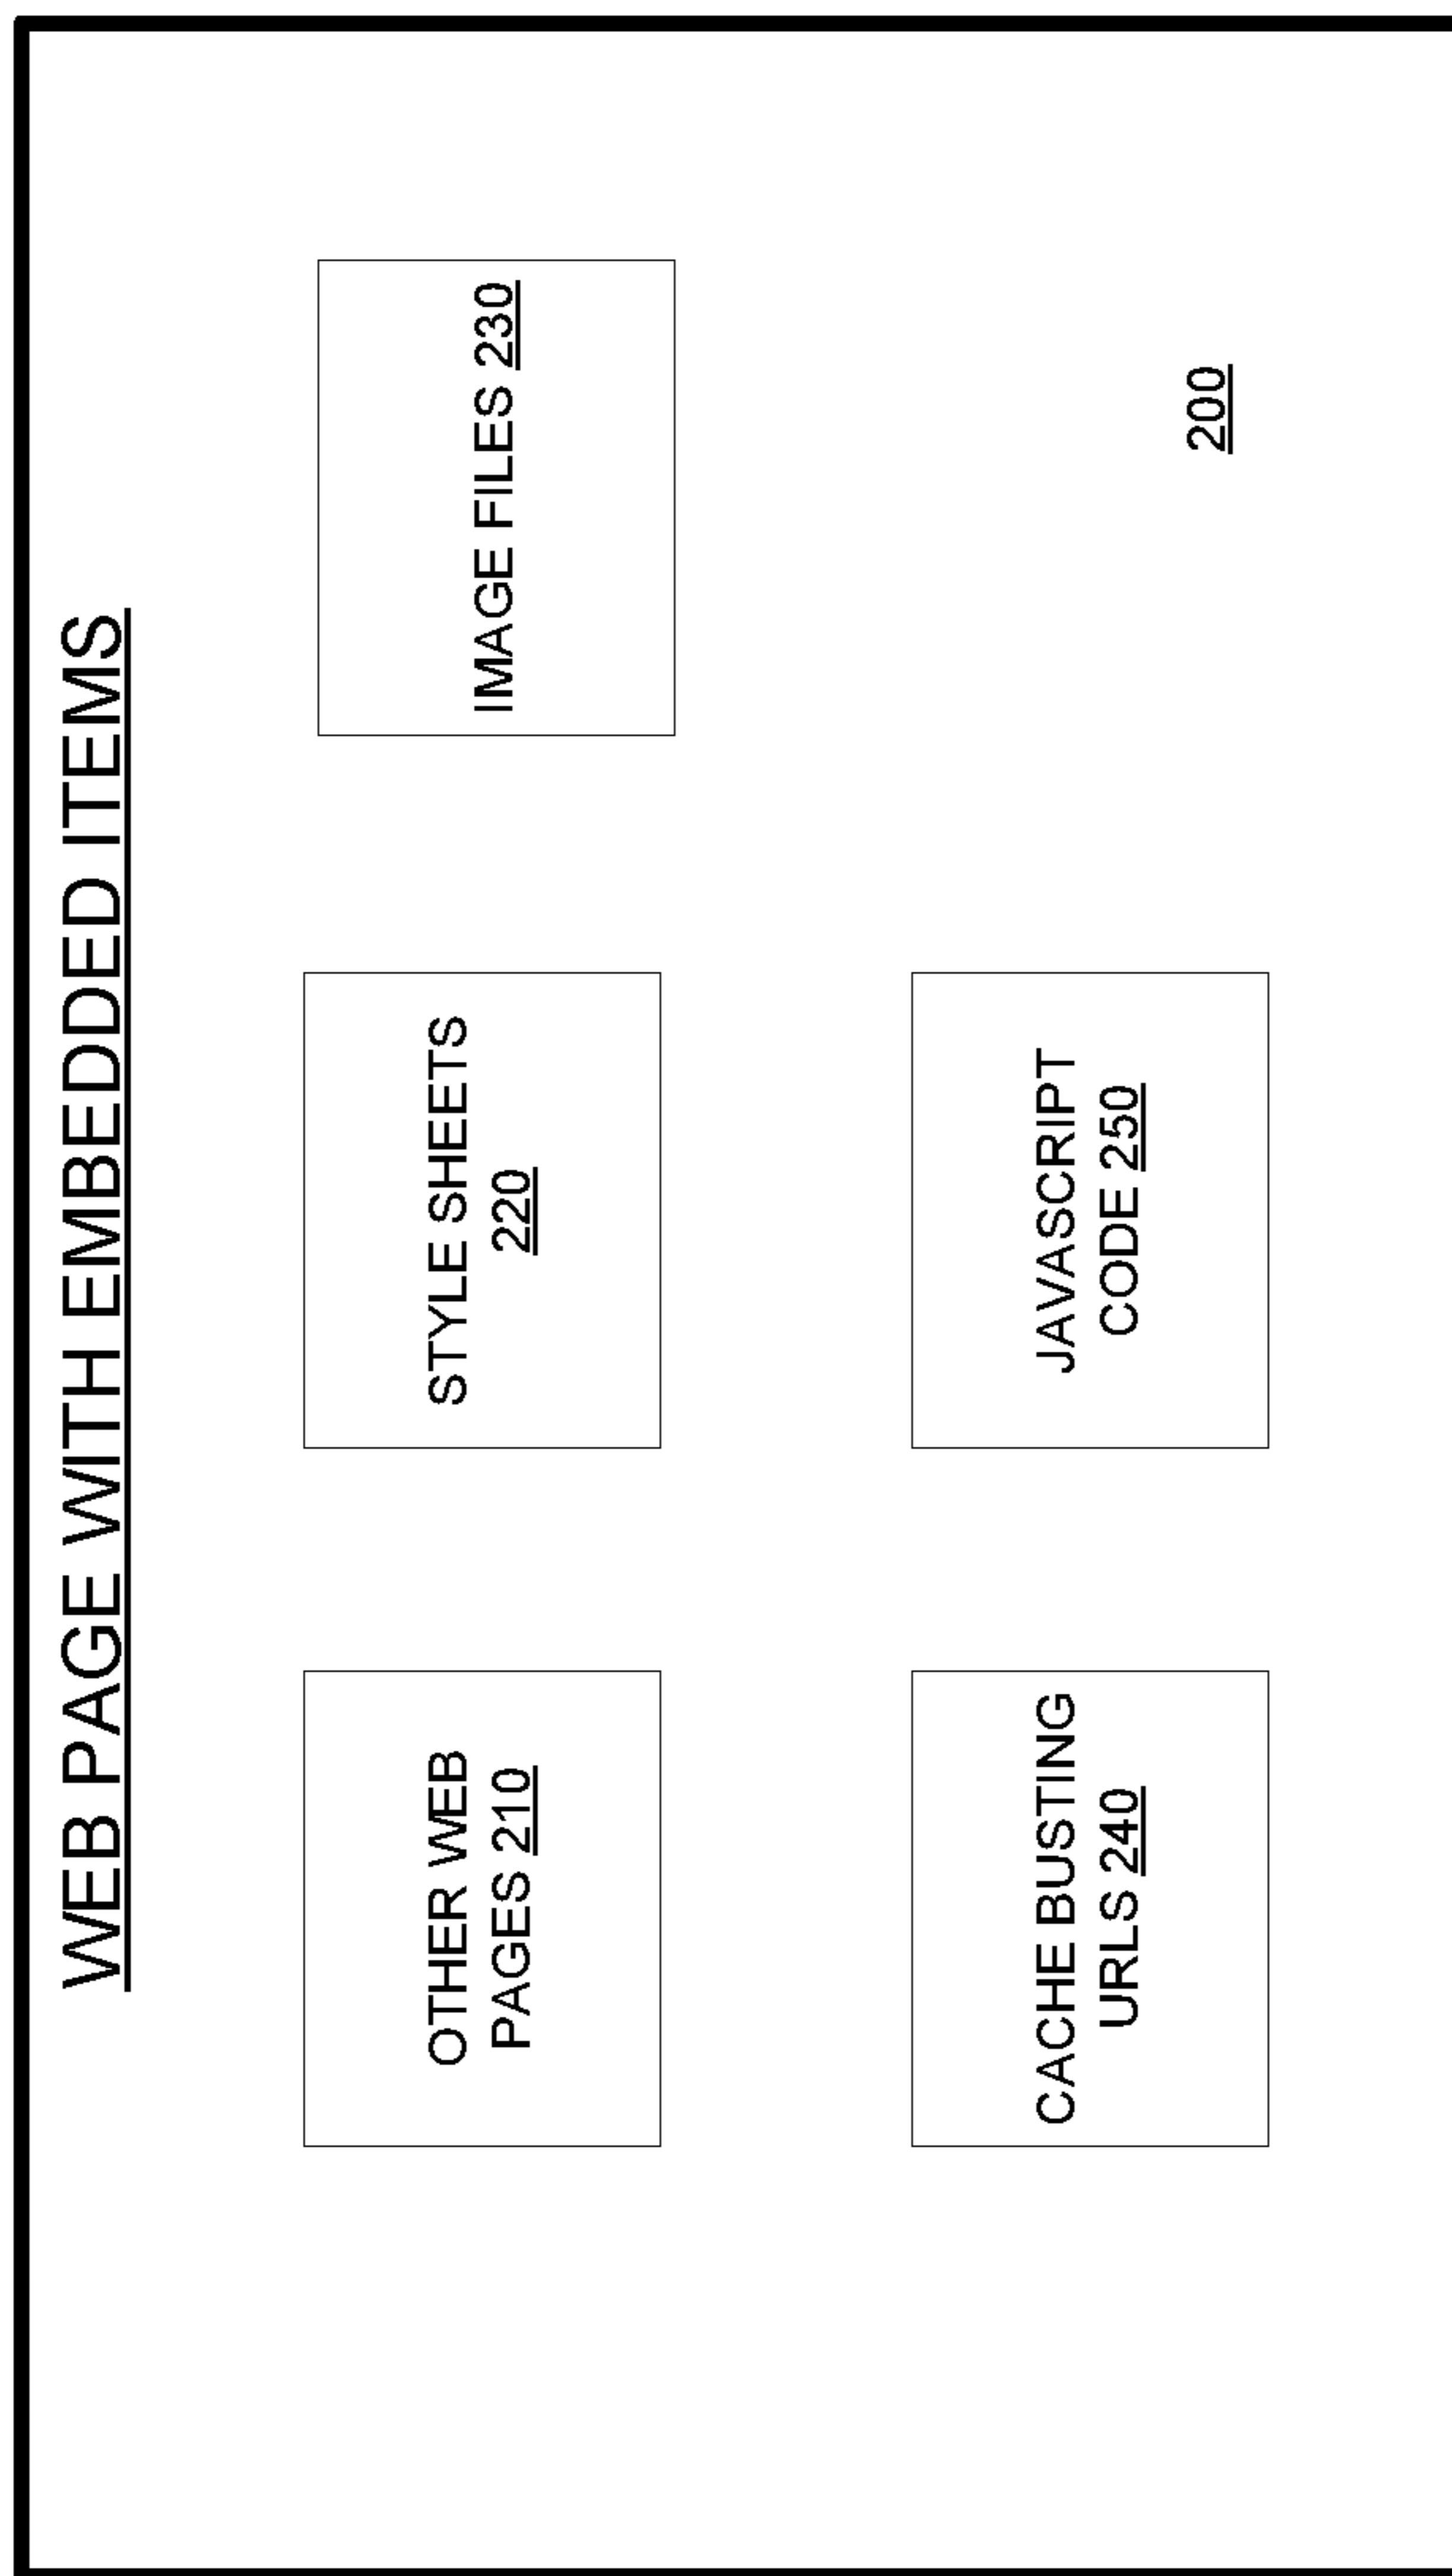 WEB PAGE WITH EMBEDDED ITEMS
OTHER WEB
PAGES 210
STYLE SHEETS
220
IMAGE FILES 230
CACHE BUSTING
URLS 240
JAVASCRIPT
CODE 250
200